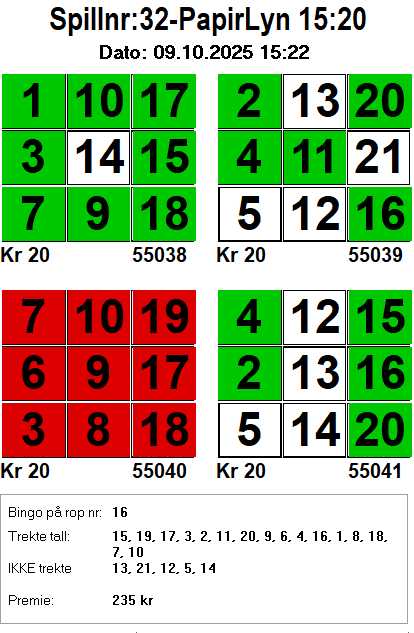 Spillnr:32-PapirLyn 15:20
Dato: 09.10.2025 15:22
1 10 17
3 14 15
7 9 18
Kr 20 55038
2 13 20
4 11 21
5 12 16
Kr 20 55039
7 10 19
6 9 17
3 8 18
Kr 20 55040
4 12 15
2 13 16
5 14 20
Kr 20 55041
Bingo på rop nr: 16
Trekte tall: 15, 19, 17, 3, 2, 11, 20, 9, 6, 4, 16, 1, 8, 18,
7, 10
IKKE trekte 13, 21, 12, 5, 14
Premie: 235 kr